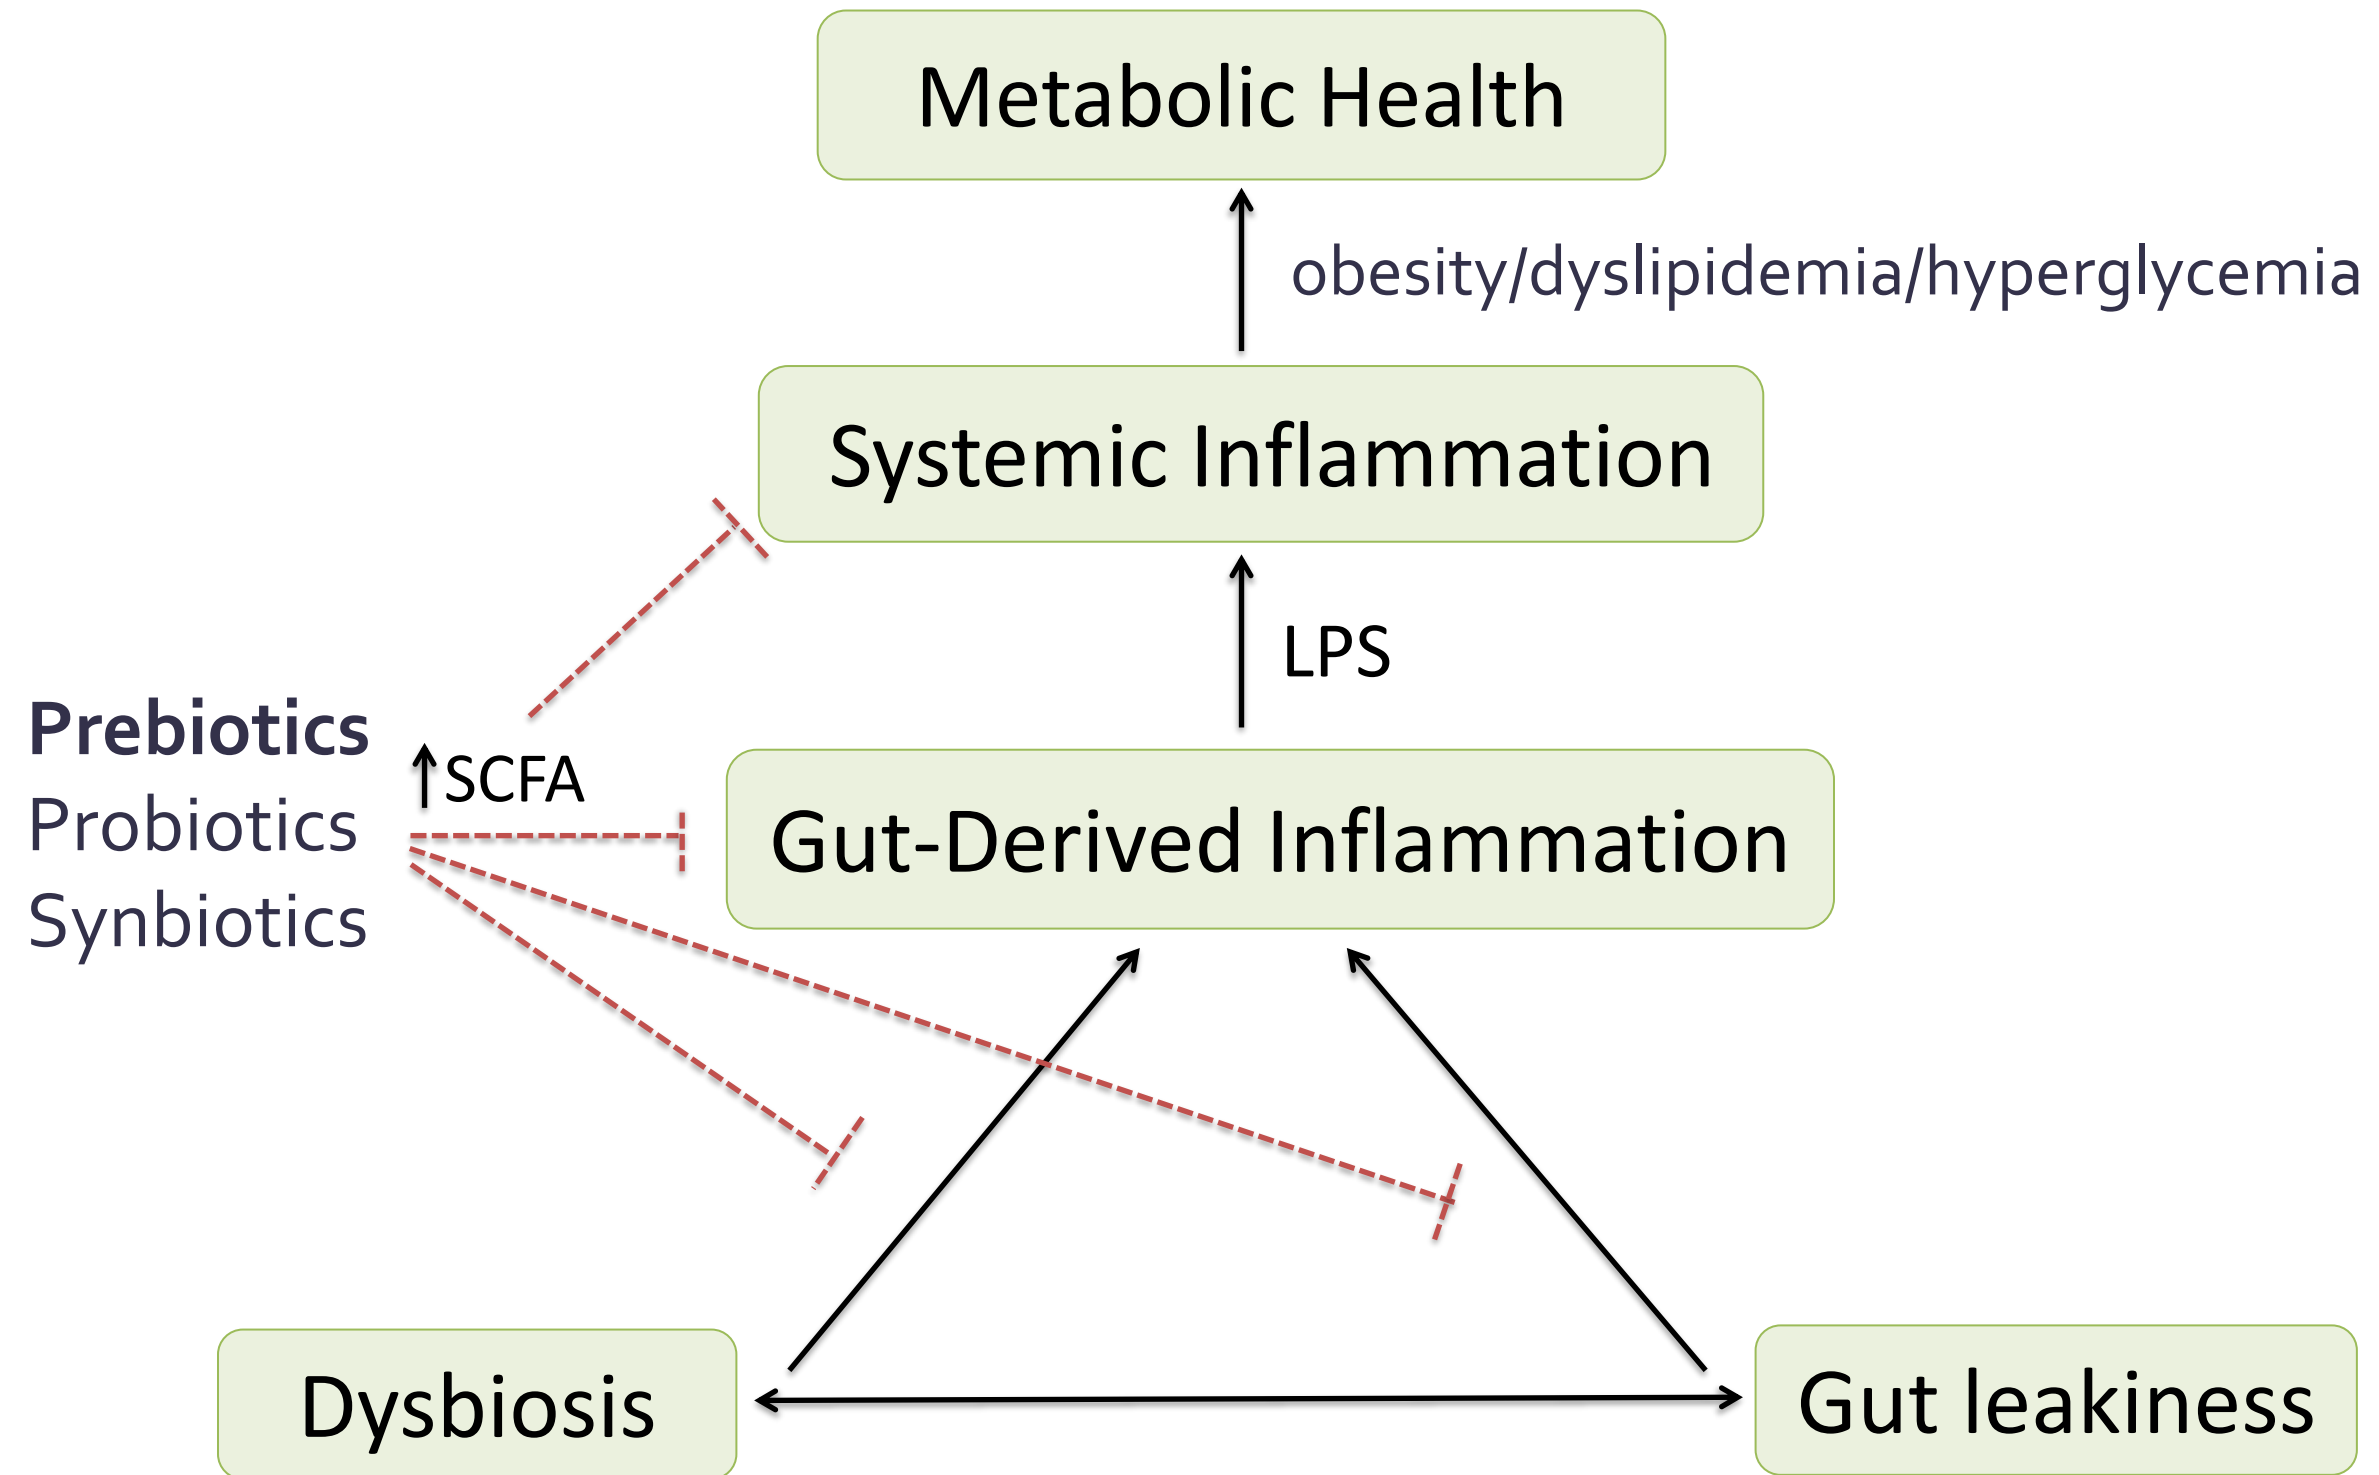 Metabolic Health
obesity/dyslipidemia/hyperglycemia
Systemic Inflammation
LPS
Prebiotics
SCFA
Probiotics
Synbiotics
Gut-Derived Inflammation
Dysbiosis
Gut leakiness